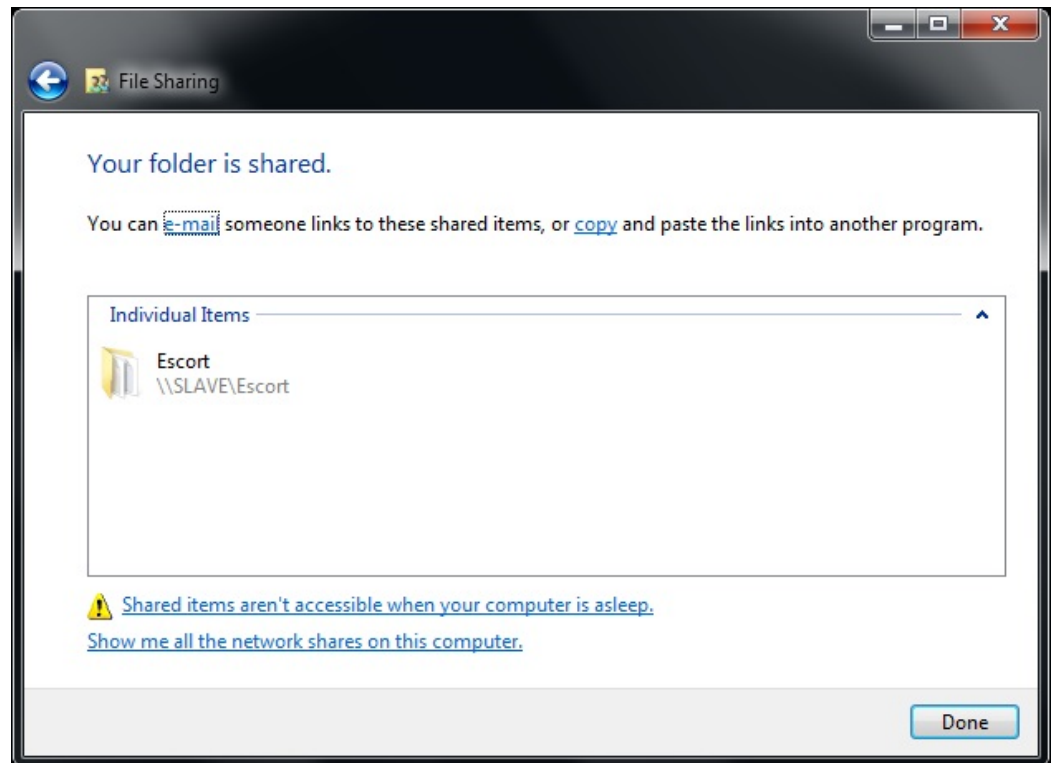 File Sharing
Your folder is shared.
You can e-mail someone links to these shared items, or copy and paste the links into another program.
Individual Items
Escort
\\SLAVE\Escort
Shared items aren't accessible when your computer is asleep.
Show me all the network shares on this computer.
Done